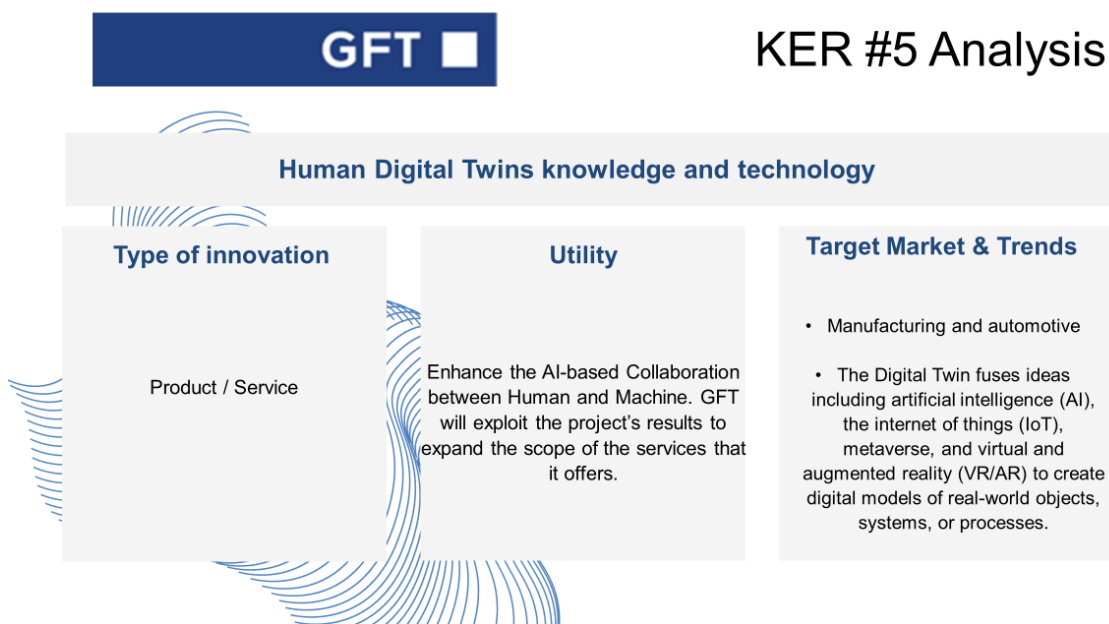 GFT
KER #5 Analysis
Human Digital Twins knowledge and technology
Type of innovation
Product / Service
Utility
Enhance the AI-based Collaboration
between Human and Machine. GFT
will exploit the project’s results to
expand the scope of the services that
it offers.
Target Market & Trends
• Manufacturing and automotive
• The Digital Twin fuses ideas
including artificial intelligence (AI),
the internet of things (IoT),
metaverse, and virtual and
augmented reality (VR/AR) to create
digital models of real-world objects,
systems, or processes.